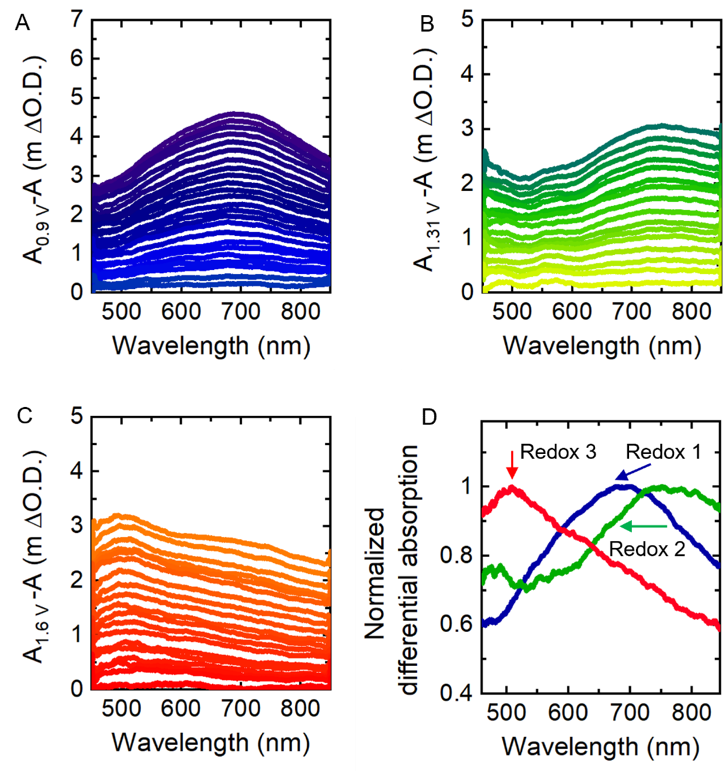 A
7
6
5
4
3
2
1
0
A0.9 V-A (m ΔO.D.)
500 600 700 800
Wavelength (nm)
B
5
4
3
2
1
0
A1.31 V-A (m ΔO.D.)
500 600 700 800
Wavelength (nm)
C
5
4
3
2
1
0
A1.6 V-A (m ΔO.D.)
500 600 700 800
Wavelength (nm)
D
Redox 3
Redox 1
Redox 2
1
0.8
0.6
0.4
Normalized
differential absorption
500 600 700 800
Wavelength (nm)